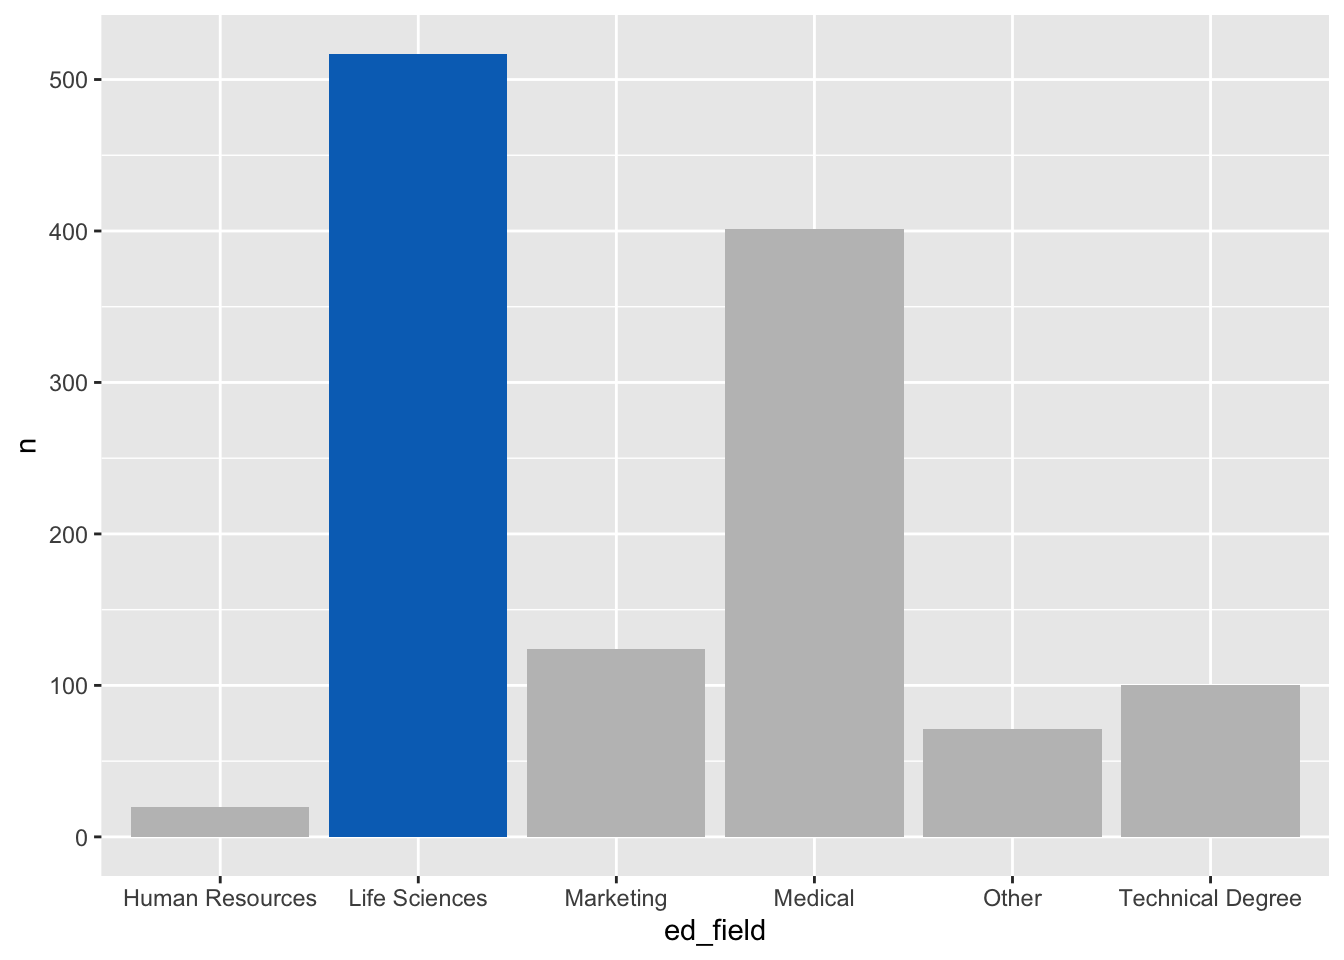 500
400
300
200
100
0
n
Human Resources Life Sciences Marketing Medical Other Technical Degree
ed_field